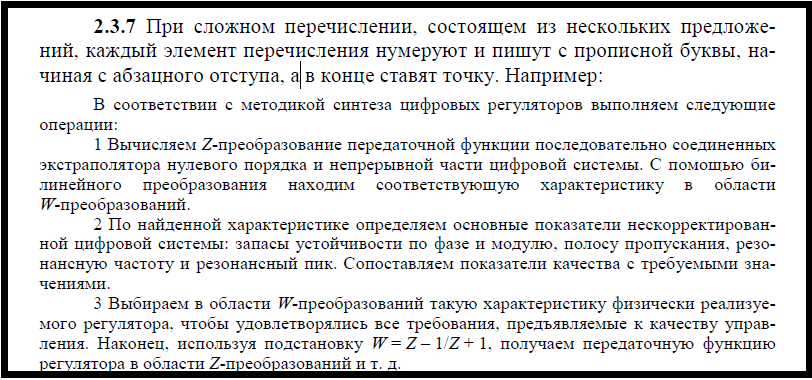 2.3.7 При сложном перечислении, состоящем из нескольких предложе-
ний, каждый элемент перечисления нумеруют и пишут с прописной буквы, на-
чиная с абзацного отступа, а в конце ставят точку. Например:
В соответствии с методикой синтеза цифровых регуляторов выполняем следующие
операции:
1 Вычисляем Z-преобразование передаточной функции последовательно соединенных
экстраполятора нулевого порядка и непрерывной части цифровой системы. С помощью би-
линейного преобразования находим соответствующую характеристику в области
W-преобразований.
2 По найденной характеристике определяем основные показатели нескорректирован-
ной цифровой системы: запасы устойчивости по фазе и модулю, полосу пропускания, резо-
нансную частоту и резонансный пик. Сопоставляем показатели качества с требуемыми зна-
чениями.
3 Выбираем в области W-преобразований такую характеристику физически реализуе-
мого регулятора, чтобы удовлетворялись все требования, предъявляемые к качеству управ-
ления. Наконец, используя подстановку W = Z – 1/Z + 1, получаем передаточную функцию
регулятора в области Z-преобразований и т. д.